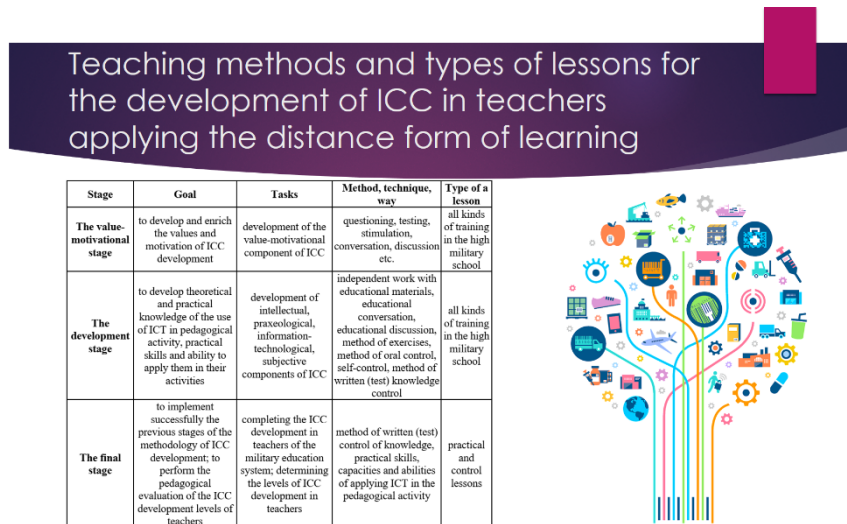 Teaching methods and types of lessons for
the development of ICC in teachers
applying the distance form of learning
Stage
Goal
Tasks
Method, technique,
way
Type of a
lesson
The value-
motivational
stage
to develop and enrich
the values and
motivation of ICC
development
development of the
value-motivational
component of ICC
questioning, testing,
stimulation,
conversation, discussion
etc.
all kinds
of training
in the high
military
school
The
development
stage
to develop theoretical
and practical
knowledge of the use
of ICT in pedagogical
activity, practical
skills and ability to
apply them in their
activities
development of
intellectual,
praxeological,
information-
technological,
subjective
components of ICC
independent work with
educational materials,
educational
conversation,
educational discussion,
method of exercises,
method of oral control,
self-control, method of
written (test) knowledge
control
all kinds
of training
in the high
military
school
The final
stage
to implement
successfully the
previous stages of the
methodology of ICC
development; to
perform the
pedagogical
evaluation of the ICC
development levels of
teachers
completing the ICC
development in
teachers of the
military education
system; determining
the levels of ICC
development in
teachers
method of written (test)
control of knowledge,
practical skills,
capacities and abilities
of applying ICT in the
pedagogical activity
practical
and
control
lessons